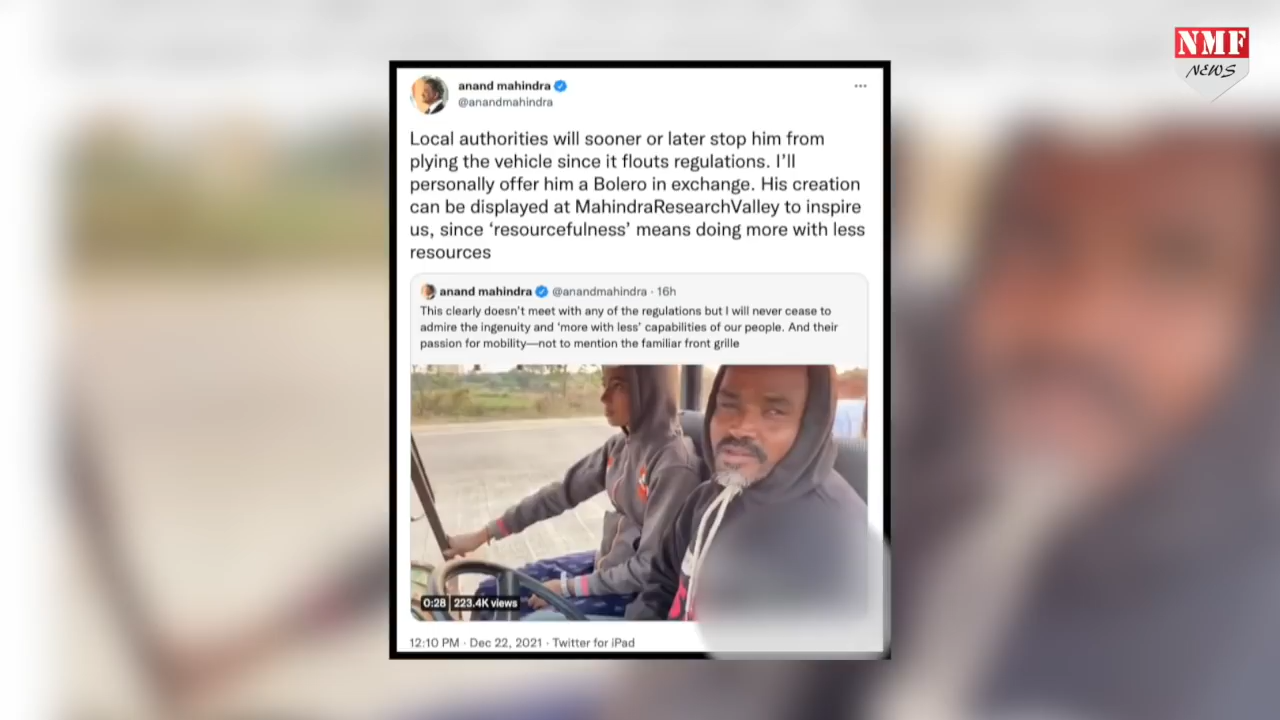 NMF
NEWS
anand mahindra
@anandmahindra
Local authorities will sooner or later stop him from
plying the vehicle since it flouts regulations. I’ll
personally offer him a Bolero in exchange. His creation
can be displayed at MahindraResearchValley to inspire
us, since ‘resourcefulness’ means doing more with less
resources
anand mahindra @anandmahindra · 16h
This clearly doesn’t meet with any of the regulations but I will never cease to
admire the ingenuity and ‘more with less’ capabilities of our people. And their
passion for mobility—not to mention the familiar front grille
0:28 223.4K views
12:10 PM · Dec 22, 2021 · Twitter for iPad